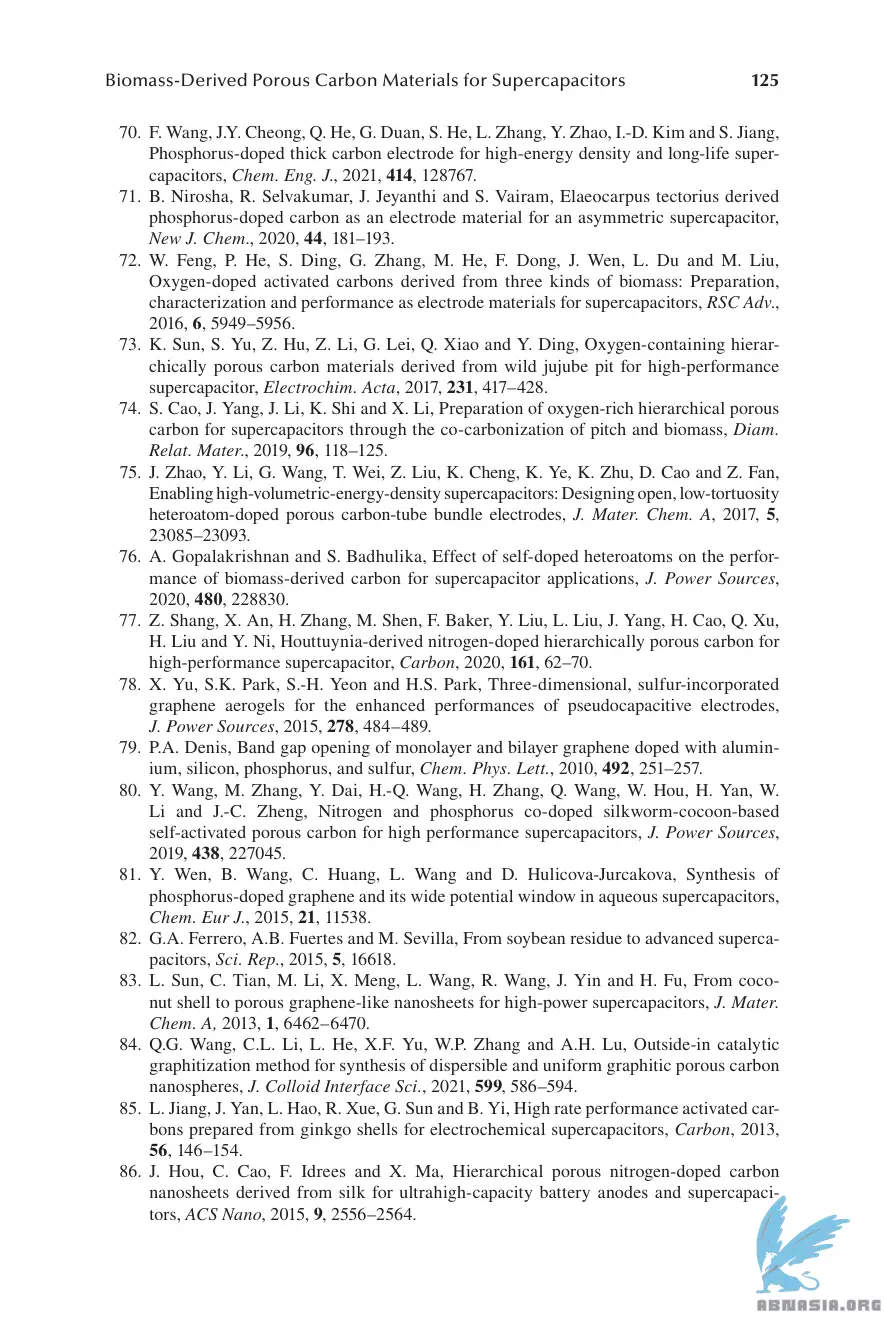 Biomass-Derived Porous Carbon Materials for Supercapacitors 125
70. F. Wang, J.Y. Cheong, Q. He, G. Duan, S. He, L. Zhang, Y. Zhao, I.-D. Kim and S. Jiang,
Phosphorus-doped thick carbon electrode for high-energy density and long-life super-
capacitors, Chem. Eng. J., 2021, 414, 128767.
71. B. Nirosha, R. Selvakumar, J. Jeyanthi and S. Vairam, Elaeocarpus tectorius derived
phosphorus-doped carbon as an electrode material for an asymmetric supercapacitor,
New J. Chem., 2020, 44, 181–193.
72. W. Feng, P. He, S. Ding, G. Zhang, M. He, F. Dong, J. Wen, L. Du and M. Liu,
Oxygen-doped activated carbons derived from three kinds of biomass: Preparation,
characterization and performance as electrode materials for supercapacitors, RSC Adv.,
2016, 6, 5949–5956.
73. K. Sun, S. Yu, Z. Hu, Z. Li, G. Lei, Q. Xiao and Y. Ding, Oxygen-containing hierar-
chically porous carbon materials derived from wild jujube pit for high-performance
supercapacitor, Electrochim. Acta, 2017, 231, 417–428.
74. S. Cao, J. Yang, J. Li, K. Shi and X. Li, Preparation of oxygen-rich hierarchical porous
carbon for supercapacitors through the co-carbonization of pitch and biomass, Diam.
Relat. Mater., 2019, 96, 118–125.
75. J. Zhao, Y. Li, G. Wang, T. Wei, Z. Liu, K. Cheng, K. Ye, K. Zhu, D. Cao and Z. Fan,
Enabling high-volumetric-energy-density supercapacitors: Designing open, low-tortuosity
heteroatom-doped porous carbon-tube bundle electrodes, J. Mater. Chem. A, 2017, 5,
23085–23093.
76. A. Gopalakrishnan and S. Badhulika, Effect of self-doped heteroatoms on the perfor-
mance of biomass-derived carbon for supercapacitor applications, J. Power Sources,
2020, 480, 228830.
77. Z. Shang, X. An, H. Zhang, M. Shen, F. Baker, Y. Liu, L. Liu, J. Yang, H. Cao, Q. Xu,
H. Liu and Y. Ni, Houttuynia-derived nitrogen-doped hierarchically porous carbon for
high-performance supercapacitor, Carbon, 2020, 161, 62–70.
78. X. Yu, S.K. Park, S.-H. Yeon and H.S. Park, Three-dimensional, sulfur-incorporated
graphene aerogels for the enhanced performances of pseudocapacitive electrodes,
J. Power Sources, 2015, 278, 484–489.
79. P.A. Denis, Band gap opening of monolayer and bilayer graphene doped with alumin-
ium, silicon, phosphorus, and sulfur, Chem. Phys. Lett., 2010, 492, 251–257.
80. Y. Wang, M. Zhang, Y. Dai, H.-Q. Wang, H. Zhang, Q. Wang, W. Hou, H. Yan, W.
Li and J.-C. Zheng, Nitrogen and phosphorus co-doped silkworm-cocoon-based
self-activated porous carbon for high performance supercapacitors, J. Power Sources,
2019, 438, 227045.
81. Y. Wen, B. Wang, C. Huang, L. Wang and D. Hulicova-Jurcakova, Synthesis of
phosphorus-doped graphene and its wide potential window in aqueous supercapacitors,
Chem. Eur J., 2015, 21, 11538.
82. G.A. Ferrero, A.B. Fuertes and M. Sevilla, From soybean residue to advanced superca-
pacitors, Sci. Rep., 2015, 5, 16618.
83. L. Sun, C. Tian, M. Li, X. Meng, L. Wang, R. Wang, J. Yin and H. Fu, From coco-
nut shell to porous graphene-like nanosheets for high-power supercapacitors, J. Mater.
Chem. A, 2013, 1, 6462–6470.
84. Q.G. Wang, C.L. Li, L. He, X.F. Yu, W.P. Zhang and A.H. Lu, Outside-in catalytic
graphitization method for synthesis of dispersible and uniform graphitic porous carbon
nanospheres, J. Colloid Interface Sci., 2021, 599, 586–594.
85. L. Jiang, J. Yan, L. Hao, R. Xue, G. Sun and B. Yi, High rate performance activated car-
bons prepared from ginkgo shells for electrochemical supercapacitors, Carbon, 2013,
56, 146–154.
86. J. Hou, C. Cao, F. Idrees and X. Ma, Hierarchical porous nitrogen-doped carbon
nanosheets derived from silk for ultrahigh-capacity battery anodes and supercapaci-
tors, ACS Nano, 2015, 9, 2556–2564.
ABNASIA.ORG